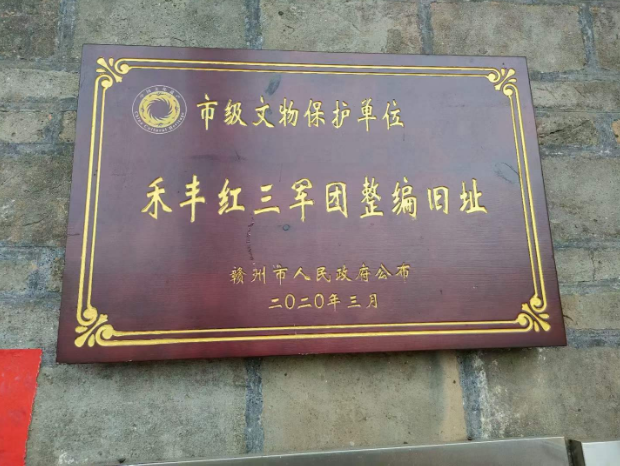 市级文物保护单位
禾丰红三军团整编旧址
赣州市人民政府公布
二〇二〇年三月